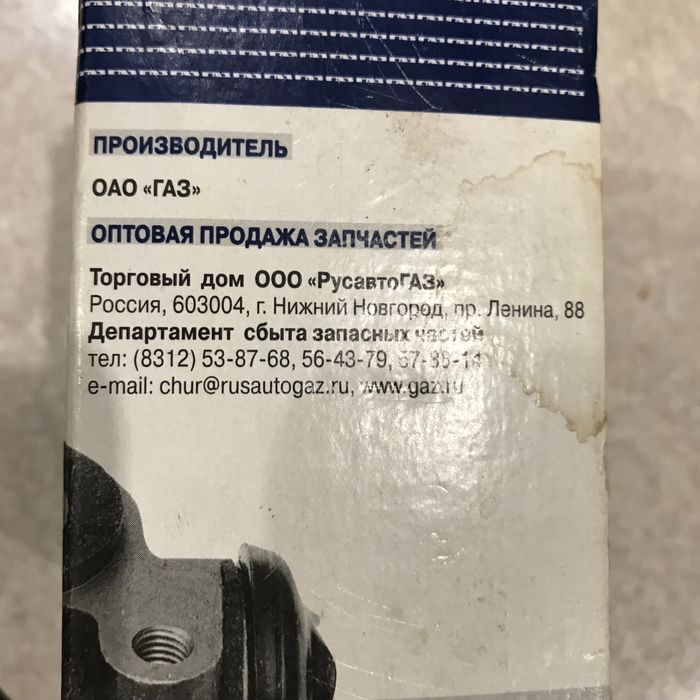 ПРОИЗВОДИТЕЛЬ
ОАО «ГАЗ»
ОПТОВАЯ ПРОДАЖА ЗАПЧАСТЕЙ
Торговый дом ООО «РусавтоГАЗ»
Россия, 603004, г. Нижний Новгород, пр. Ленина, 88
Департамент сбыта запасных частей
тел: (8312) 53-87-68, 56-43-79,
e-mail: chur@rusautogaz.ru, www.gaz.ru